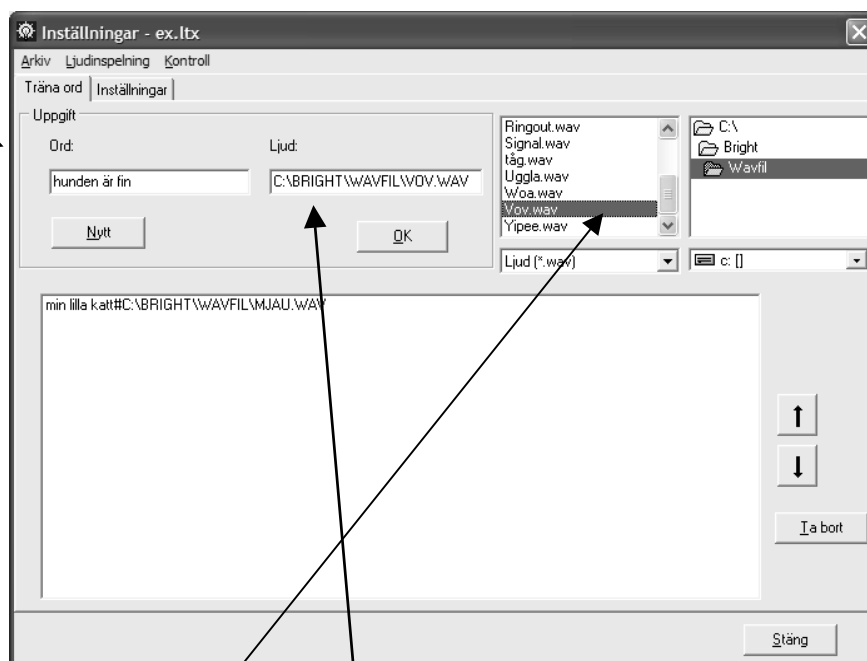 Inställningar - ex.ltx
Arkiv Ljudinspelning Kontroll
Träna ord Inställningar
Uppgift
Ord:
Ljud:
hunden är fin
C:\BRIGHT\WAVFIL\VOV.WAV
Nytt
OK
Ringout.wav
Signal.wav
tåg.wav
Uggla.wav
Woa.wav
Vov.wav
Yipee.wav
Ljud (*.wav)
C:\
Bright
Wavfil
c: []
min lilla katt#C:\BRIGHT\WAVFIL\MJAU.WAV
Ta bort
Stäng